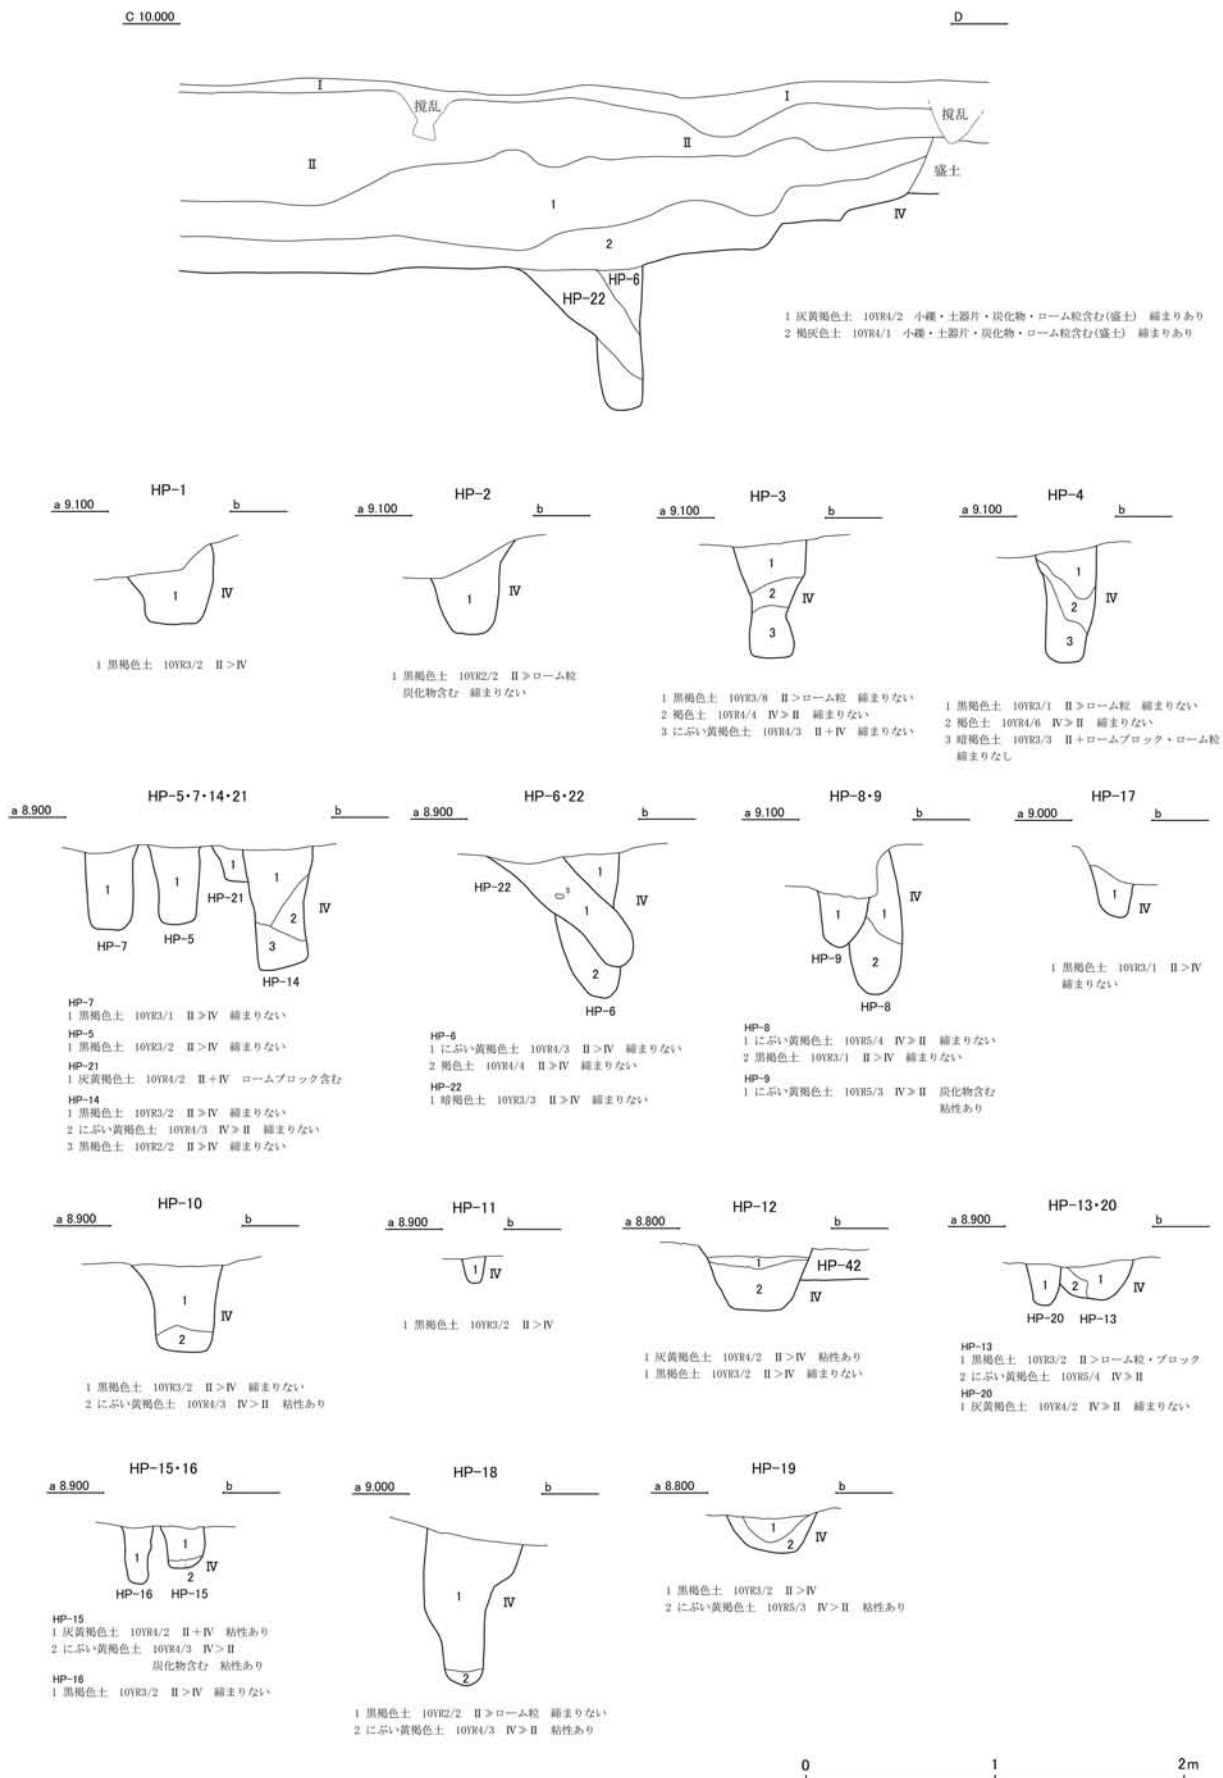 C 10.000
D
I
撹乱
I
撹乱
II
II
盛土
1
IV
2
HP-6
HP-22
1 灰黄褐色土 10YR4/2 小礫・土器片・炭化物・ローム粒含む(盛土) 締まりあり
2 褐灰色土 10YR4/1 小礫・土器片・炭化物・ローム粒含む(盛土) 締まりあり
HP-1
a 9.100
b
1
IV
1 黒褐色土 10YR3/2 II>IV
HP-2
a 9.100
b
1
IV
1 黒褐色土 10YR2/2 II≫ローム粒
炭化物含む 締まりない
HP-3
a 9.100
b
1
2
IV
3
1 黒褐色土 10YR3/8 II>ローム粒 締まりない
2 褐色土 10YR4/4 IV≫II 締まりない
3 にぶい黄褐色土 10YR4/3 II+IV 締まりない
HP-4
a 9.100
b
1
IV
2
3
1 黒褐色土 10YR3/1 II≫ローム粒 締まりない
2 褐色土 10YR4/6 IV≫II 締まりない
3 暗褐色土 10YR3/3 II+ロームブロック・ローム粒
締まりなし
HP-5・7・14・21
a 8.900
b
1
1
1
1
HP-21
2
IV
HP-7
HP-5
3
HP-14
HP-7
1 黒褐色土 10YR3/1 II≫IV 締まりない
HP-5
1 黒褐色土 10YR3/2 II>IV 締まりない
HP-21
1 灰黄褐色土 10YR4/2 II+IV ロームブロック含む
HP-14
1 黒褐色土 10YR3/2 II≫IV 締まりない
2 にぶい黄褐色土 10YR4/3 IV≫II 締まりない
3 黒褐色土 10YR2/2 II≫IV 締まりない
HP-6・22
a 8.900
b
1
HP-22
s
1
IV
2
HP-6
HP-6
1 にぶい黄褐色土 10YR4/3 II>IV 締まりない
2 褐色土 10YR4/4 II≫IV 締まりない
HP-22
1 暗褐色土 10YR3/3 II≫IV 締まりない
HP-8・9
a 9.100
b
IV
1
1
HP-9
2
HP-8
HP-8
1 にぶい黄褐色土 10YR5/4 IV≫II 締まりない
2 黒褐色土 10YR3/1 II>IV 締まりない
HP-9
1 にぶい黄褐色土 10YR5/3 IV≫II 炭化物含む
粘性あり
HP-17
a 9.000
b
1
IV
1 黒褐色土 10YR3/1 II>IV
締まりない
HP-10
a 8.900
b
1
IV
2
1 黒褐色土 10YR3/2 II>IV 締まりない
2 にぶい黄褐色土 10YR4/3 IV>II 粘性あり
HP-11
a 8.900
b
1
IV
1 黒褐色土 10YR3/2 II>IV
HP-12
a 8.800
b
1
HP-42
2
IV
1 灰黄褐色土 10YR4/2 II>IV 粘性あり
1 黒褐色土 10YR3/2 II>IV 締まりない
HP-13・20
a 8.900
b
1
2
1
IV
HP-20
HP-13
HP-13
1 黒褐色土 10YR3/2 II>ローム粒・ブロック
2 にぶい黄褐色土 10YR5/4 IV≫II
HP-20
1 灰黄褐色土 10YR4/2 IV≫II 締まりない
HP-15・16
a 8.900
b
1
1
IV
2
HP-16
HP-15
HP-15
1 灰黄褐色土 10YR4/2 II+IV 粘性あり
2 にぶい黄褐色土 10YR4/3 IV>II
炭化物含む 粘性あり
HP-16
1 黒褐色土 10YR3/2 II>IV 締まりない
HP-18
a 9.000
b
1
IV
2
1 黒褐色土 10YR2/2 II≫ローム粒 締まりない
2 にぶい黄褐色土 10YR4/3 IV≫II 粘性あり
HP-19
a 8.800
b
1
2
IV
1 黒褐色土 10YR3/2 II>IV
2 にぶい黄褐色土 10YR5/3 IV>II 粘性あり
0
1
2m